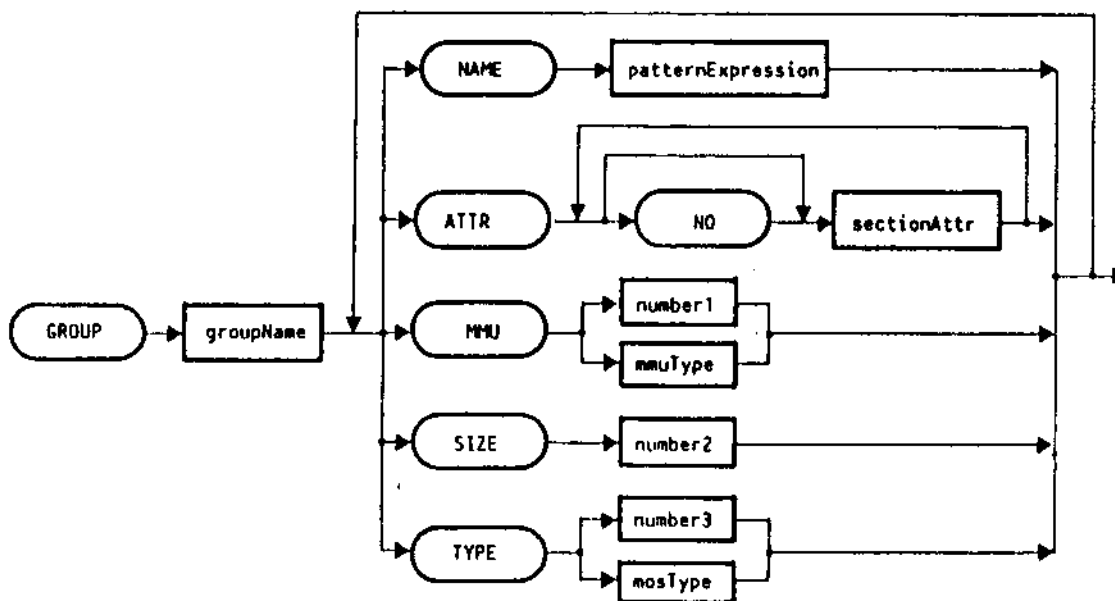 NAME patternExpression
ATTR NO sectionAttr
number1
GROUP groupName MMU
mmuType
SIZE number2
number3
TYPE
mosType